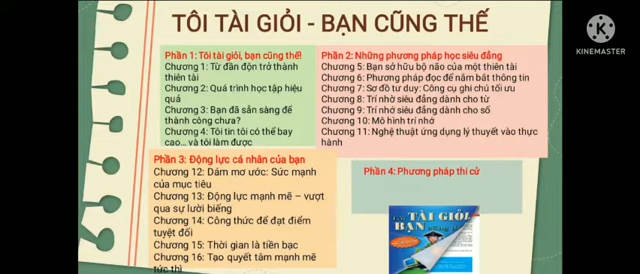 TÔI TÀI GIỎI - BẠN CŨNG THẾ
KINEMASTER
Phần 1: Tôi tài giỏi, bạn cũng thế!
Chương 1: Từ đần độn trở thành
thiên tài
Chương 2: Quá trình học tập hiệu
quả
Chương 3: Bạn đã sẵn sàng để
thành công chưa?
Chương 4: Tôi tin tôi có thể bay
cao... và tôi làm được
Phần 2: Những phương pháp học siêu đẳng
Chương 5: Bạn sở hữu bộ não của một thiên tài
Chương 6: Phương pháp đọc để nắm bắt thông tin
Chương 7: Sơ đồ tư duy: Công cụ ghi chú tối ưu
Chương 8: Trí nhớ siêu đẳng dành cho từ
Chương 9: Trí nhớ siêu đẳng dành cho số
Chương 10: Mô hình trí nhớ
Chương 11: Nghệ thuật ứng dụng lý thuyết vào thực
hành
Phần 3: Động lực cá nhân của bạn
Chương 12: Dám mơ ước: Sức mạnh
của mục tiêu
Chương 13: Động lực mạnh mẽ – vượt
qua sự lười biếng
Chương 14: Công thức để đạt điểm
tuyệt đối
Chương 15: Thời gian là tiền bạc
Chương 16: Tạo quyết tâm mạnh mẽ
tức thì
Phần 4: Phương pháp thi cử
TÀI GIỎI
BẠN